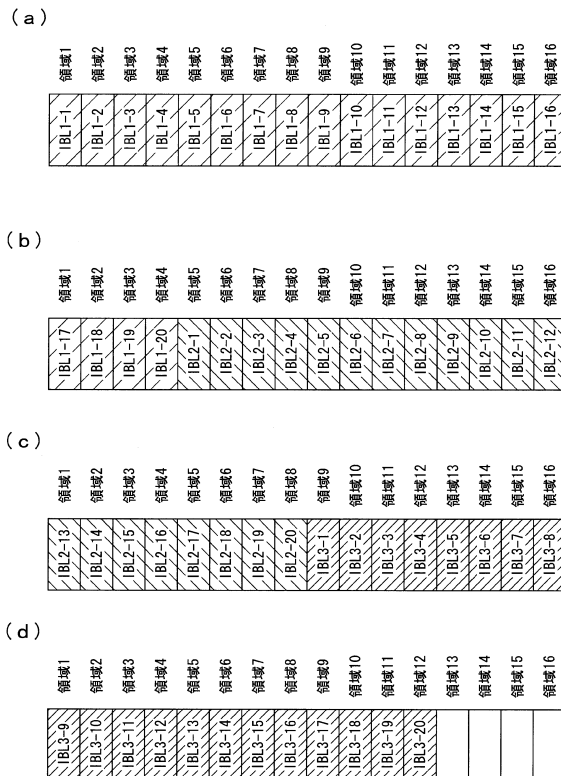 (a)
領域1 領域2 領域3 領域4 領域5 領域6 領域7 領域8 領域9 領域10 領域11 領域12 領域13 領域14 領域15 領域16
IBL1-1 IBL1-2 IBL1-3 IBL1-4 IBL1-5 IBL1-6 IBL1-7 IBL1-8 IBL1-9 IBL1-10 IBL1-11 IBL1-12 IBL1-13 IBL1-14 IBL1-15 IBL1-16
(b)
領域1 領域2 領域3 領域4 領域5 領域6 領域7 領域8 領域9 領域10 領域11 領域12 領域13 領域14 領域15 領域16
IBL1-17 IBL1-18 IBL1-19 IBL1-20 IBL2-1 IBL2-2 IBL2-3 IBL2-4 IBL2-5 IBL2-6 IBL2-7 IBL2-8 IBL2-9 IBL2-10 IBL2-11 IBL2-12
(c)
領域1 領域2 領域3 領域4 領域5 領域6 領域7 領域8 領域9 領域10 領域11 領域12 領域13 領域14 領域15 領域16
IBL2-13 IBL2-14 IBL2-15 IBL2-16 IBL2-17 IBL2-18 IBL2-19 IBL2-20 IBL3-1 IBL3-2 IBL3-3 IBL3-4 IBL3-5 IBL3-6 IBL3-7 IBL3-8
(d)
領域1 領域2 領域3 領域4 領域5 領域6 領域7 領域8 領域9 領域10 領域11 領域12 領域13 領域14 領域15 領域16
IBL3-9 IBL3-10 IBL3-11 IBL3-12 IBL3-13 IBL3-14 IBL3-15 IBL3-16 IBL3-17 IBL3-18 IBL3-19 IBL3-20